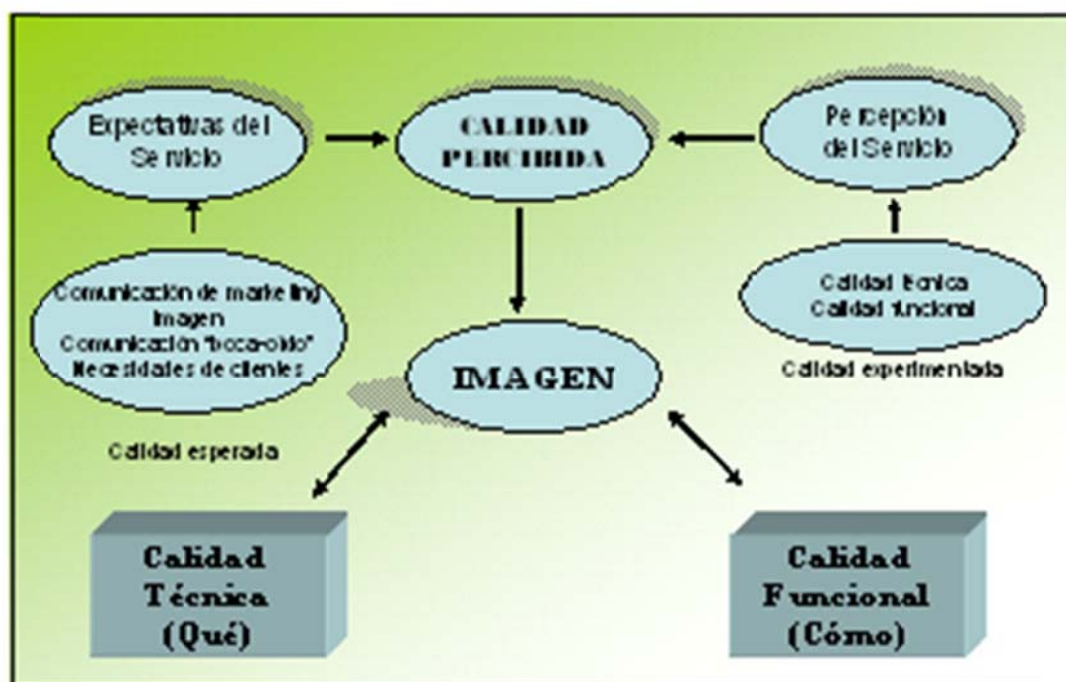 Expectativas del
Servicio
CALIDAD
PERCIBIDA
Percepción
del Servicio
Comunicación de marketing
Imagen
Comunicación "boca-oído"
Necesidades de clientes
Calidad técnica
Calidad funcional
Calidad experimentada
IMAGEN
Calidad esperada
Calidad
Técnica
(Qué)
Calidad
Funcional
(Cómo)